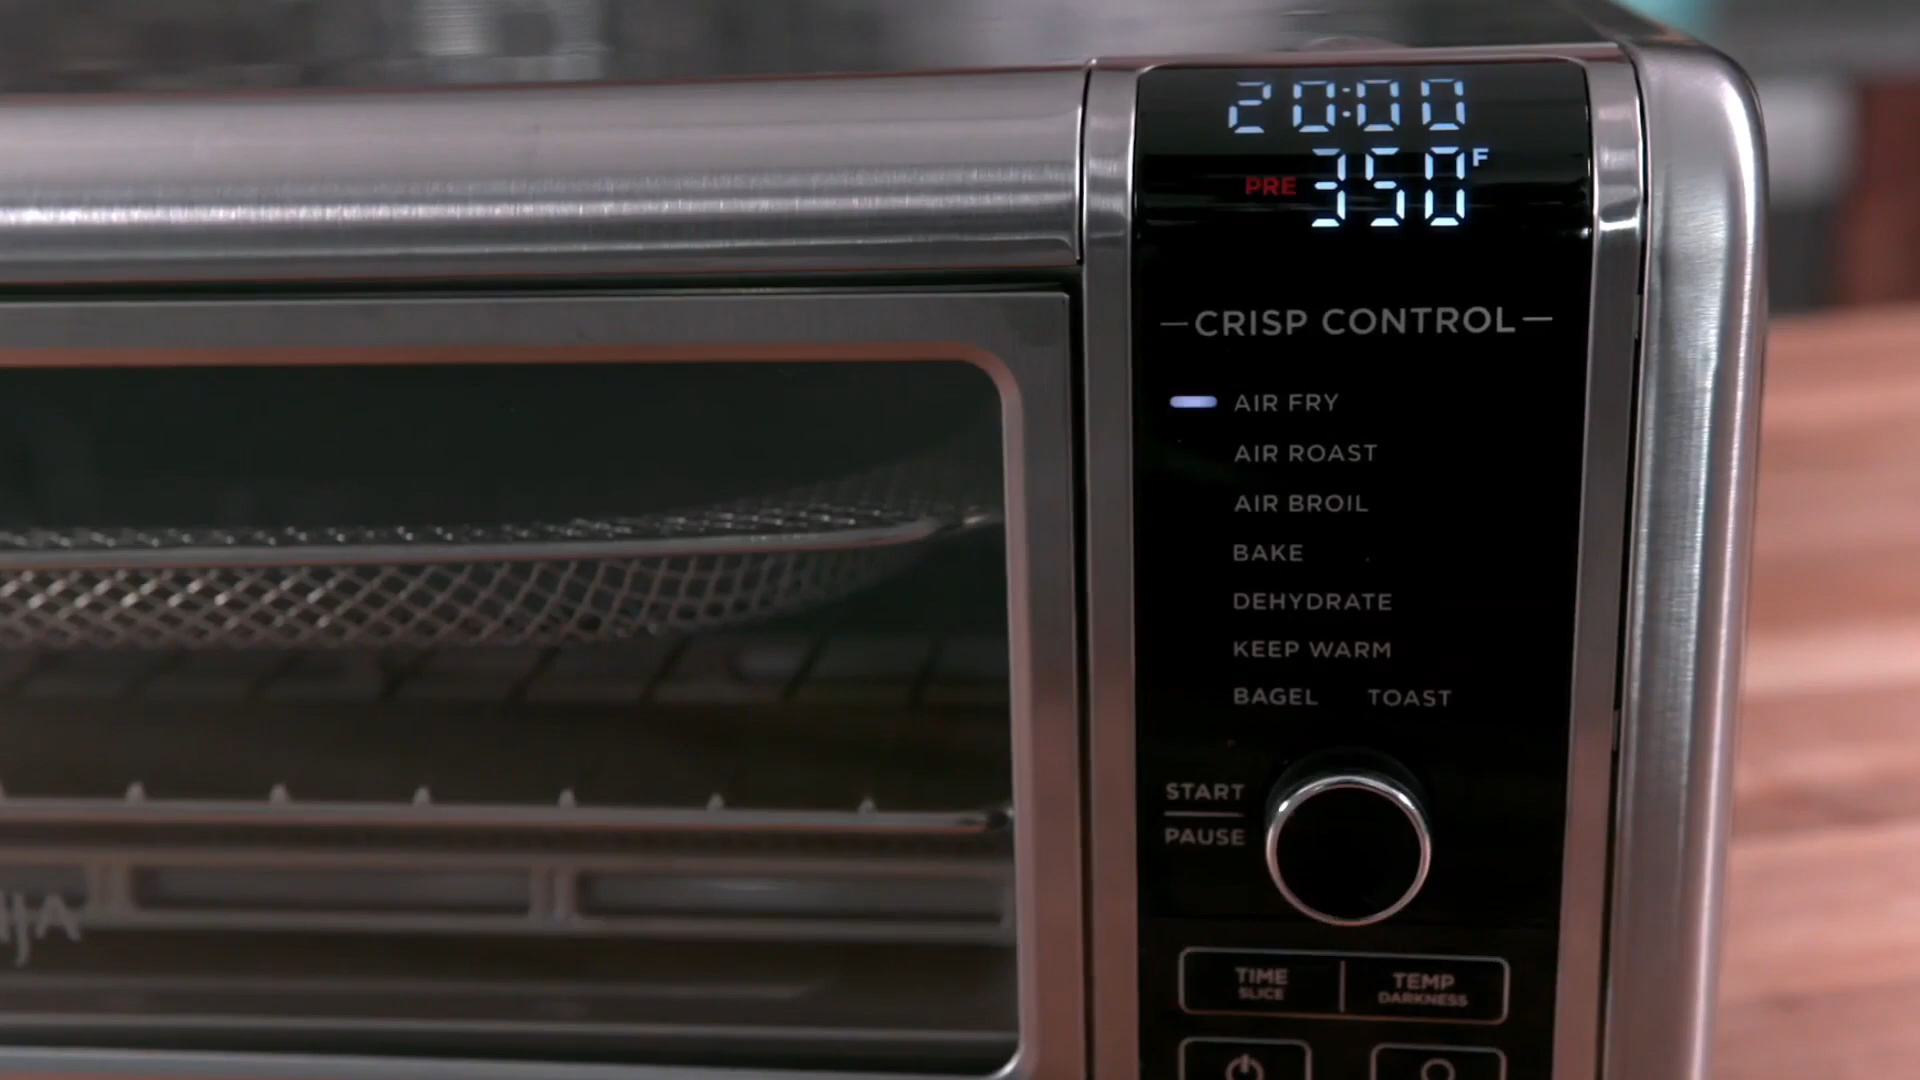 20:00
PRE 350F
CRISP CONTROL
AIR FRY
AIR ROAST
AIR BROIL
BAKE
DEHYDRATE
KEEP WARM
BAGEL TOAST
START
PAUSE
TIME TEMP
SLICE DARKNESS